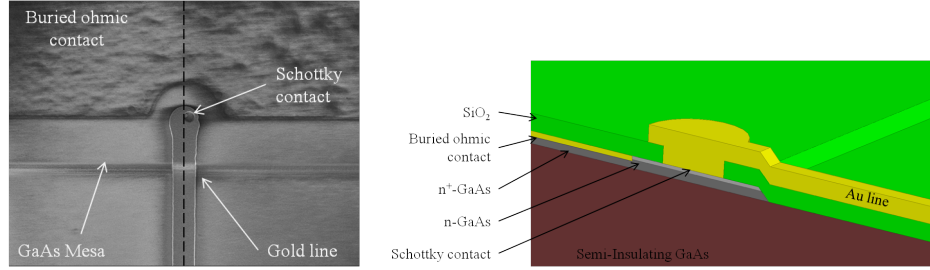 Buried ohmic
contact
Schottky
contact
GaAs Mesa
Gold line
SiO₂
Buried ohmic
contact
n⁺-GaAs
n-GaAs
Schottky contact
Au line
Semi-Insulating GaAs